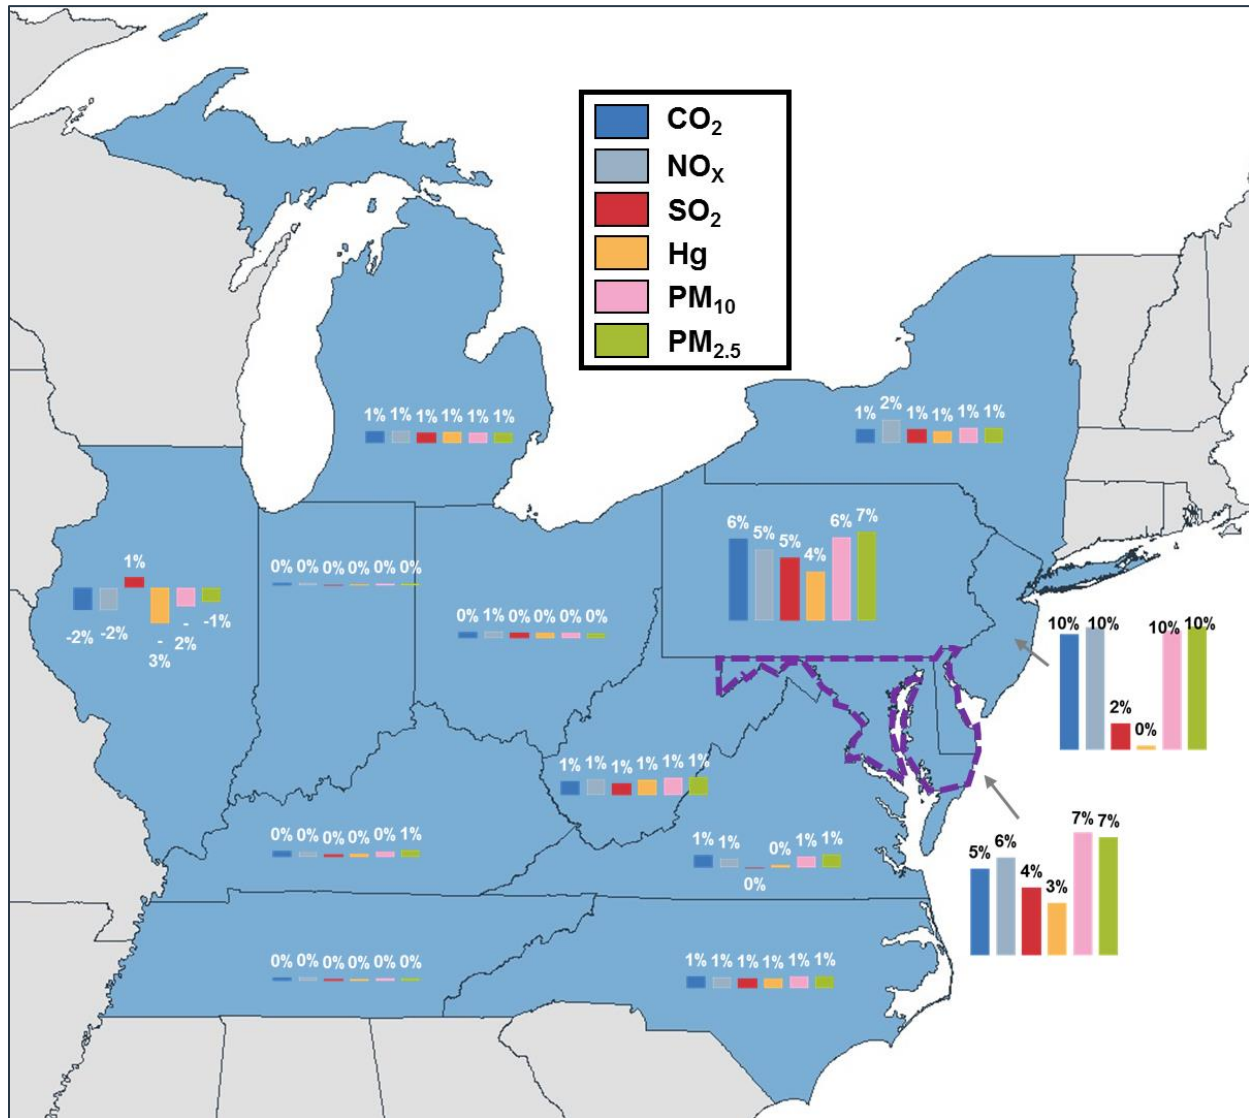 CO₂
NOₓ
SO₂
Hg
PM₁₀
PM₂.₅
1% 1% 1% 1% 1% 1%
1% 2% 1% 1% 1% 1%
6% 5% 5% 4% 6% 7%
1%
-2% -2% -
3% -
2% -1%
0% 0% 0% 0% 0% 0%
0% 1% 0% 0% 0% 0%
10% 10% 2% 0% 10% 10%
1% 1% 1% 1% 1% 1%
0% 0% 0% 0% 0% 1%
1% 1% 0% 0% 1% 1%
5% 6% 4% 3% 7% 7%
0% 0% 0% 0% 0% 0%
1% 1% 1% 1% 1% 1%